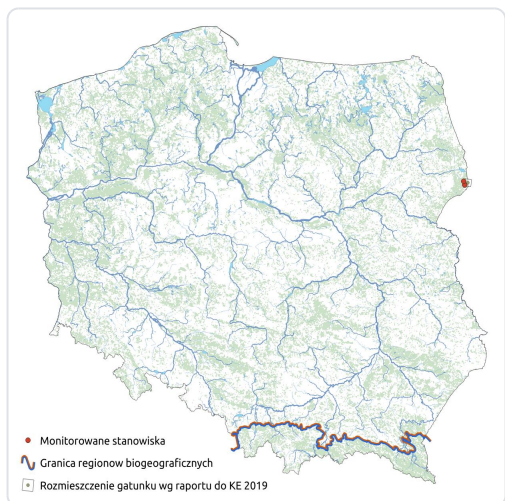 Monitorowane stanowiska
Granica regionow biogeograficznych
Rozmieszczenie gatunku wg raportu do KE 2019